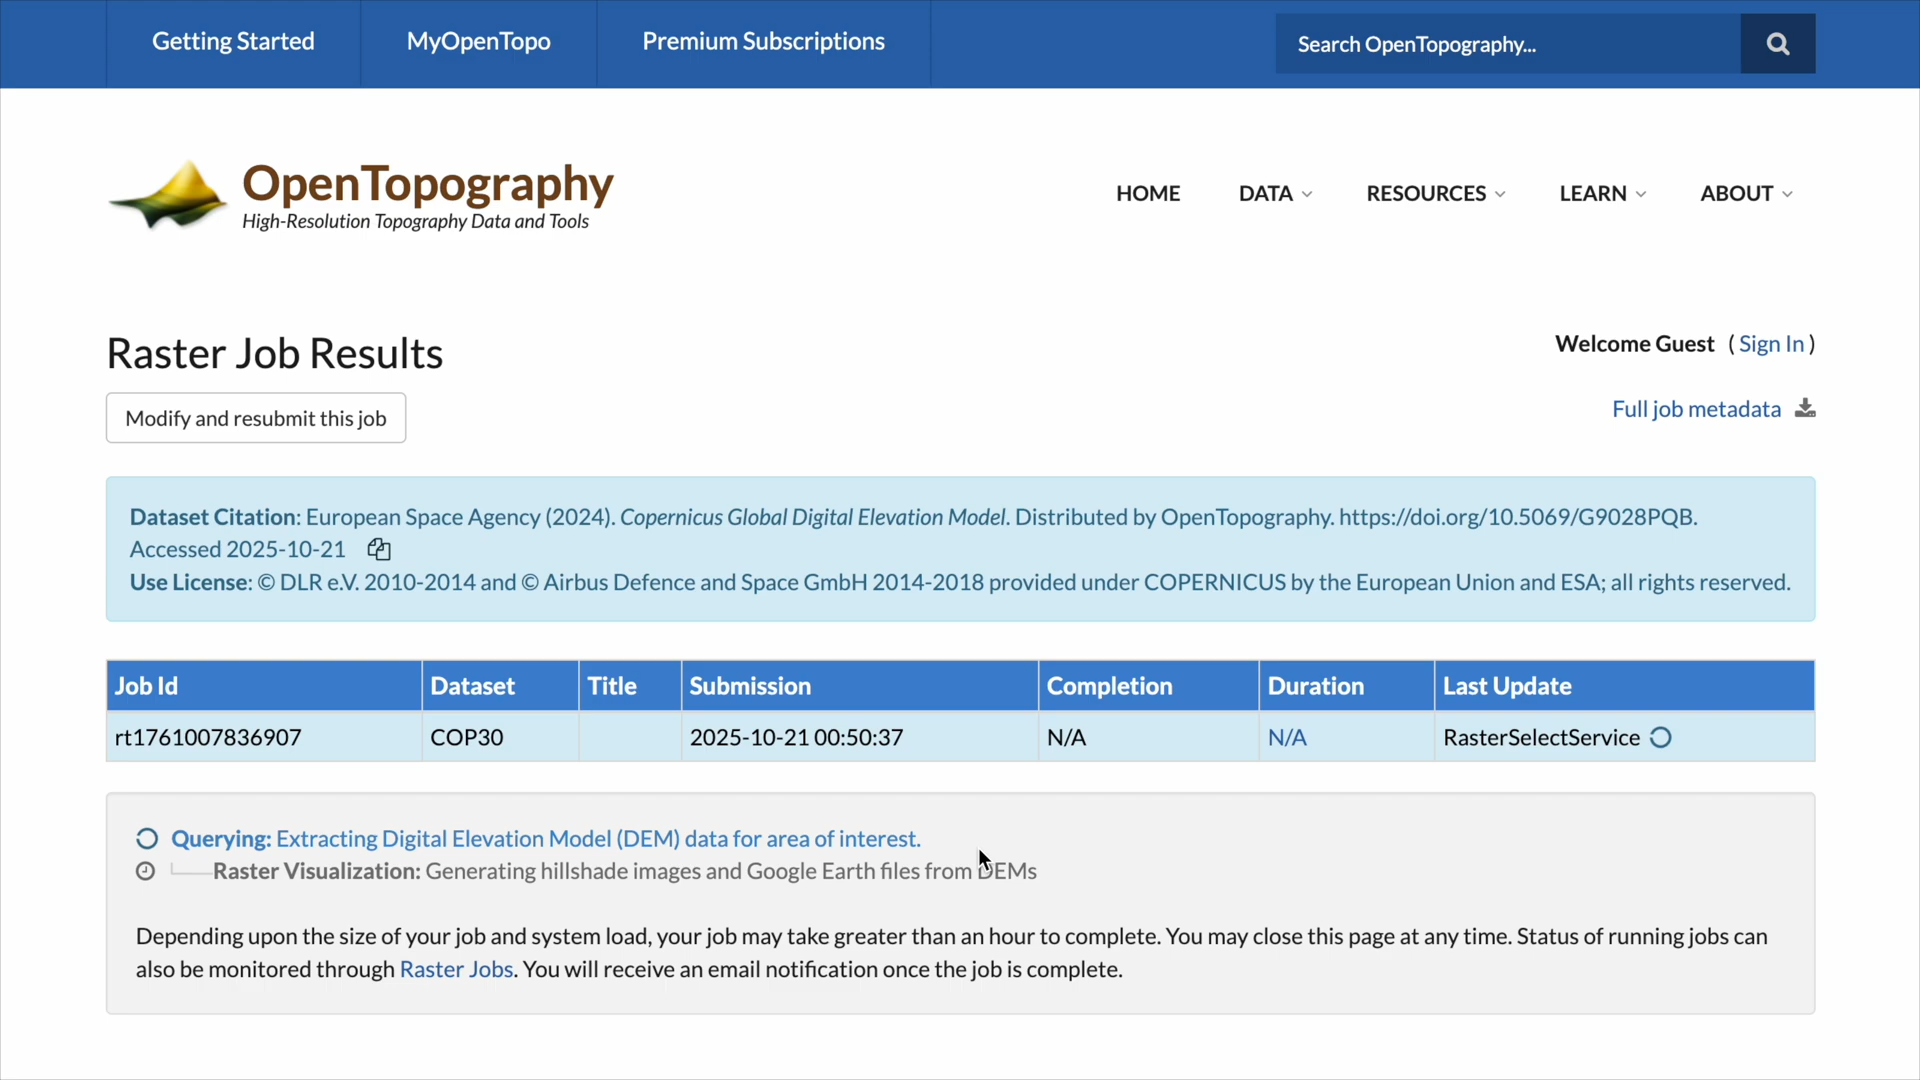 Getting Started MyOpenTopo Premium Subscriptions Search OpenTopography...
OpenTopography
High-Resolution Topography Data and Tools
HOME DATA RESOURCES LEARN ABOUT
Raster Job Results
Welcome Guest ( Sign In )
Modify and resubmit this job
Full job metadata
Dataset Citation: European Space Agency (2024). Copernicus Global Digital Elevation Model. Distributed by OpenTopography. https://doi.org/10.5069/G9028PQB.
Accessed 2025-10-21
Use License: © DLR e.V. 2010-2014 and © Airbus Defence and Space GmbH 2014-2018 provided under COPERNICUS by the European Union and ESA; all rights reserved.
Job Id Dataset Title Submission Completion Duration Last Update
rt1761007836907 COP30 2025-10-21 00:50:37 N/A N/A RasterSelectService
Querying: Extracting Digital Elevation Model (DEM) data for area of interest.
Raster Visualization: Generating hillshade images and Google Earth files from DEMs
Depending upon the size of your job and system load, your job may take greater than an hour to complete. You may close this page at any time. Status of running jobs can
also be monitored through Raster Jobs. You will receive an email notification once the job is complete.